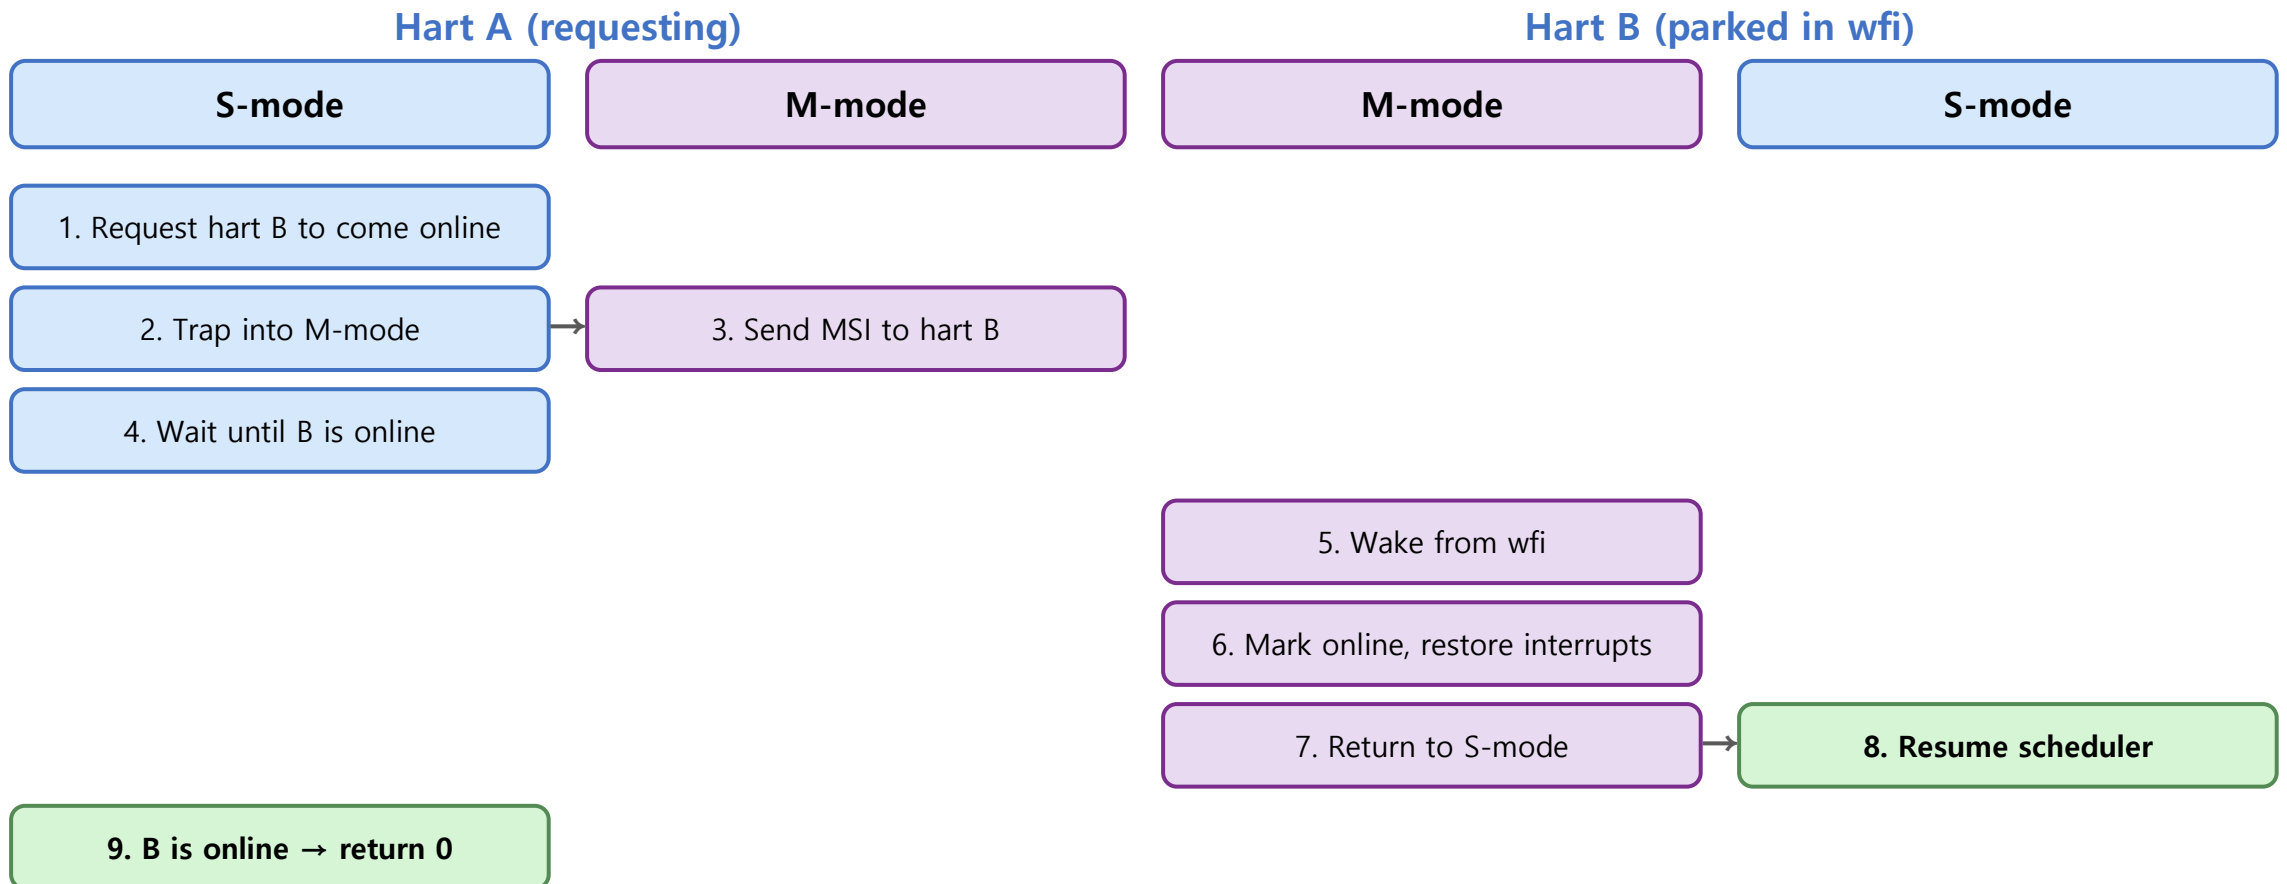 Hart A (requesting)
Hart B (parked in wfi)
S-mode
M-mode
M-mode
S-mode
1. Request hart B to come online
2. Trap into M-mode
3. Send MSI to hart B
4. Wait until B is online
5. Wake from wfi
6. Mark online, restore interrupts
7. Return to S-mode
8. Resume scheduler
9. B is online → return 0